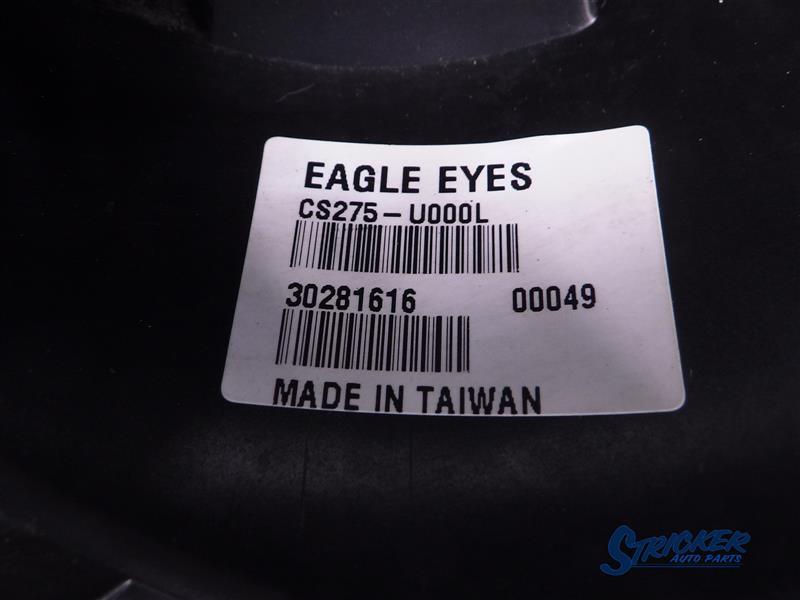 EAGLE EYES
CS275-U000L
30281616 00049
MADE IN TAIWAN
STRICKER
AUTO PARTS